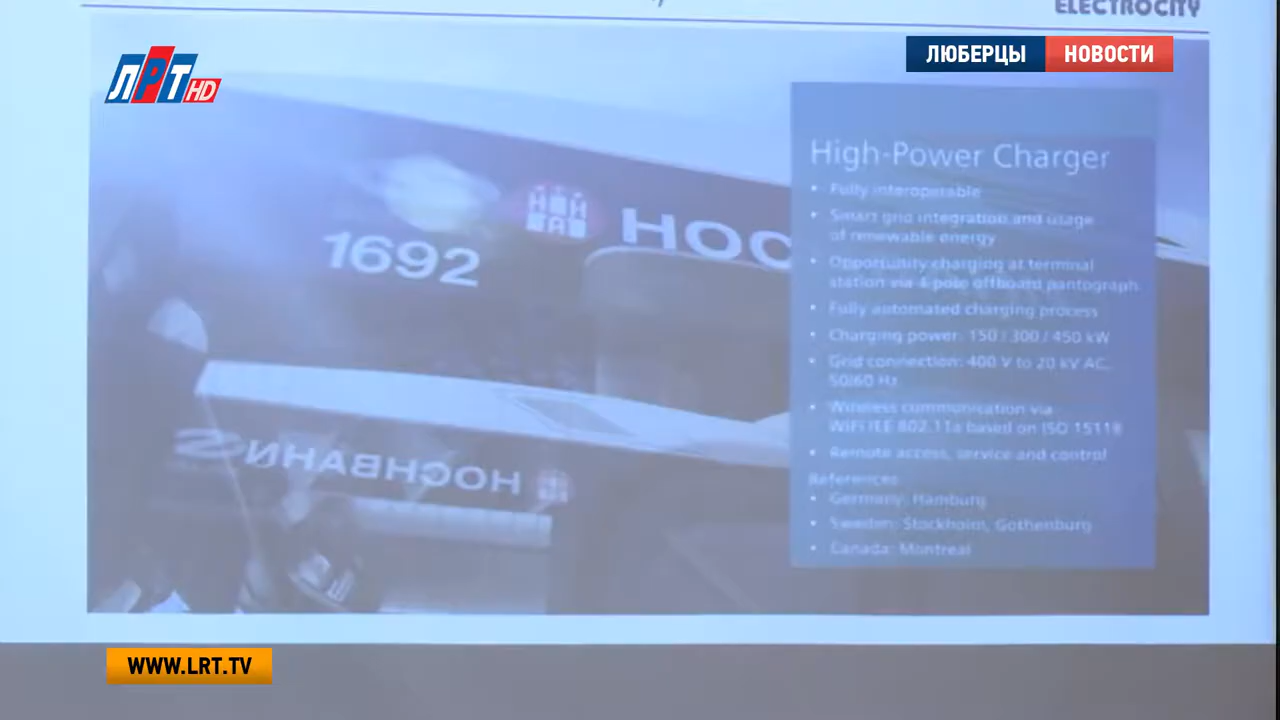 ELECTROCITY
ЛРТ HD
ЛЮБЕРЦЫ НОВОСТИ
High-Power Charger
• Fully interoperable
• Smart grid integration and usage
of renewable energy
• Opportunity charging at terminal
station via 4-pole offboard pantograph
• Fully automated charging process
• Charging power: 150 / 300 / 450 kW
• Grid connection: 400 V to 20 kV AC,
50/60 Hz
• Wireless communication via
WiFi IEE 802.11a based on ISO 15118
• Remote access, service and control
References
• Germany: Hamburg
• Sweden: Stockholm, Gothenburg
• Canada: Montreal
HHA
HOC
1692
HOCHBAHN
WWW.LRT.TV